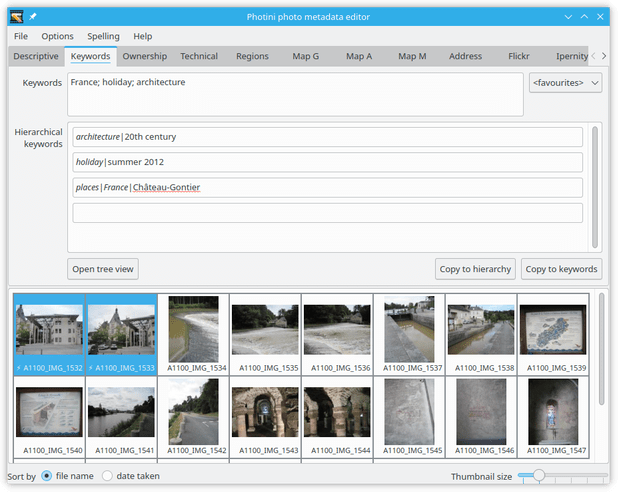 Photini photo metadata editor
File Options Spelling Help
Descriptive Keywords Ownership Technical Regions Map G Map A Map M Address Flickr Ipernity
Keywords France; holiday; architecture <favourites>
Hierarchical keywords
architecture|20th century
holiday|summer 2012
places|France|Château-Gontier
Open tree view Copy to hierarchy Copy to keywords
A1100_IMG_1532 A1100_IMG_1533 A1100_IMG_1534 A1100_IMG_1535 A1100_IMG_1536 A1100_IMG_1537 A1100_IMG_1538 A1100_IMG_1539
A1100_IMG_1540 A1100_IMG_1541 A1100_IMG_1542 A1100_IMG_1543 A1100_IMG_1544 A1100_IMG_1545 A1100_IMG_1546 A1100_IMG_1547
Sort by file name date taken Thumbnail size